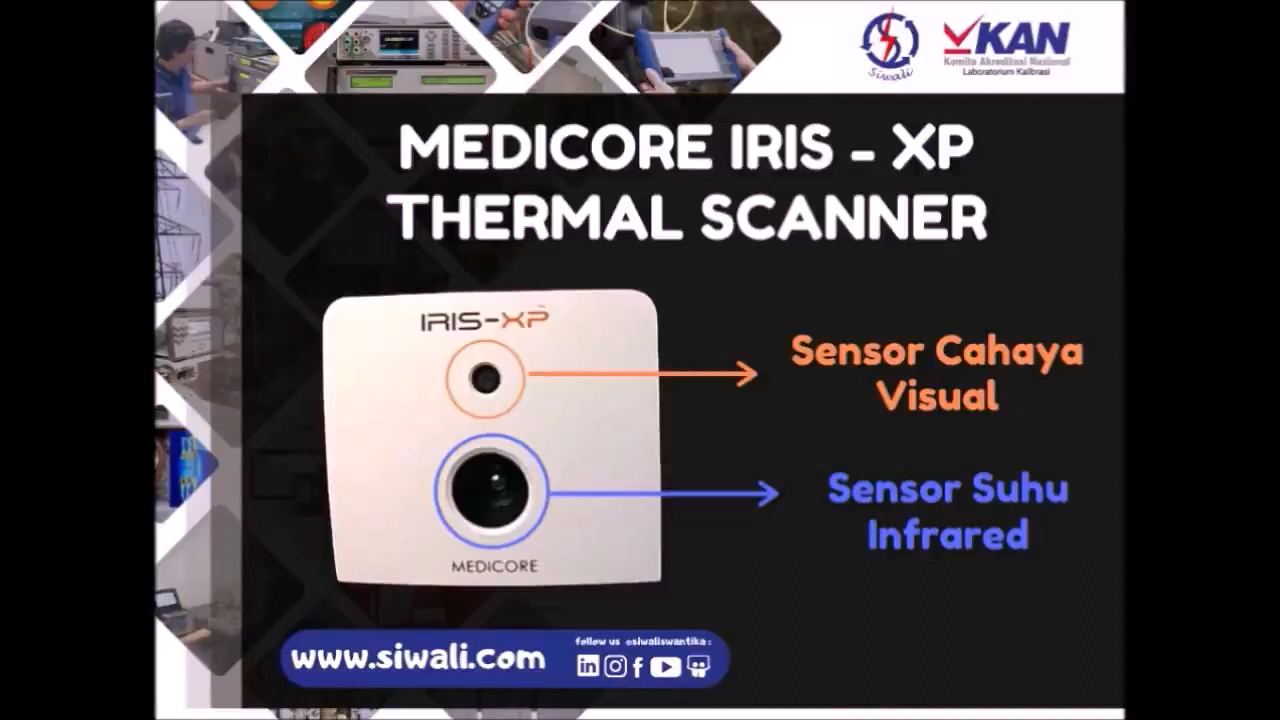 Siwali
KAN
Komite Akreditasi Nasional
Laboratorium Kalibrasi
MEDICORE IRIS - XP
THERMAL SCANNER
IRIS-XP
Sensor Cahaya
Visual
Sensor Suhu
Infrared
MEDICORE
www.siwali.com
follow us @siwaliswantika :